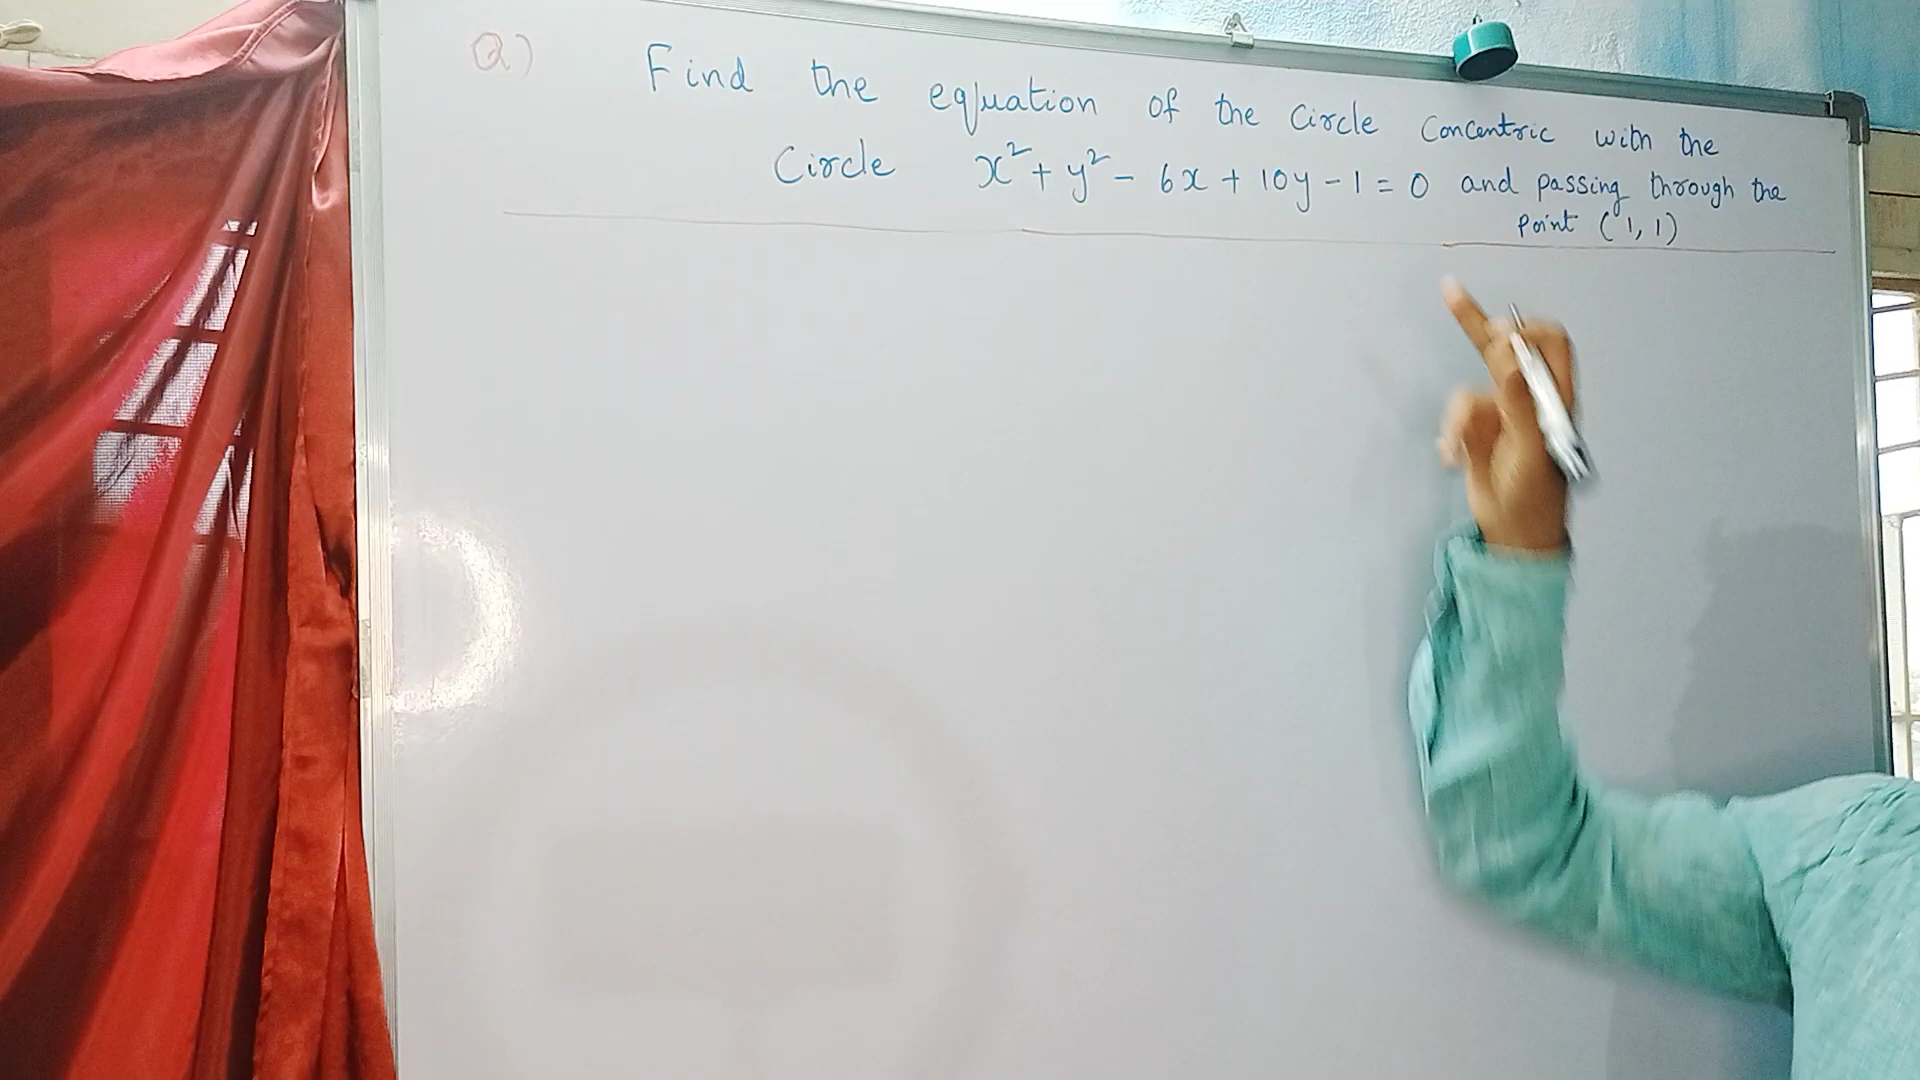 Q) Find the equation of the Circle Concentric with the
Circle x² + y² - 6x + 10y - 1 = 0 and passing through the
Point (1, 1)